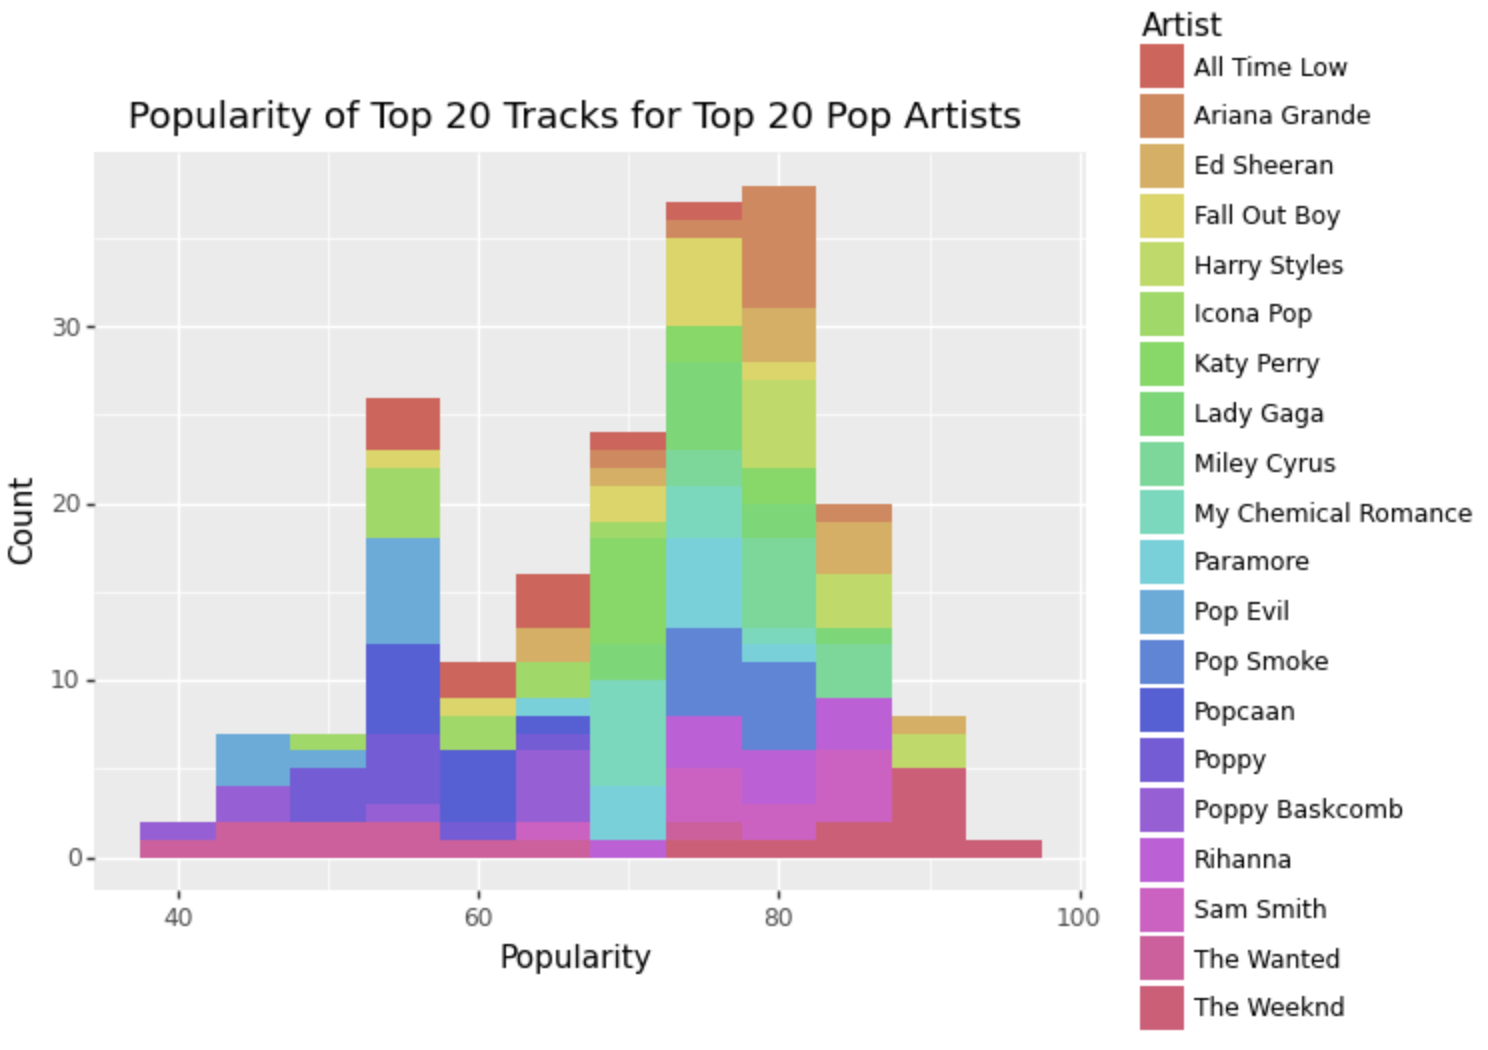 Popularity of Top 20 Tracks for Top 20 Pop Artists
Count
30
20
10
0
40 60 80 100
Popularity
Artist
All Time Low
Ariana Grande
Ed Sheeran
Fall Out Boy
Harry Styles
Icona Pop
Katy Perry
Lady Gaga
Miley Cyrus
My Chemical Romance
Paramore
Pop Evil
Pop Smoke
Popcaan
Poppy
Poppy Baskcomb
Rihanna
Sam Smith
The Wanted
The Weeknd